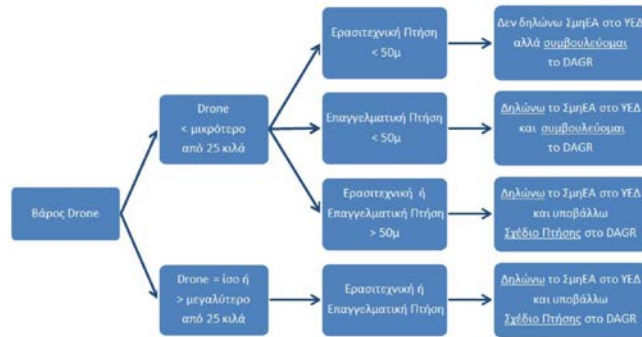 Βάρος Drone
Drone
< μικρότερο
από 25 κιλά
Ερασιτεχνική Πτήση
< 50μ
Δεν δηλώνω ΣμηΕΑ στο ΥΕΔ
αλλά συμβουλεύομαι
το DAGR
Επαγγελματική Πτήση
< 50μ
Δηλώνω το ΣμηΕΑ στο ΥΕΔ
και συμβουλεύομαι
το DAGR
Ερασιτεχνική ή
Επαγγελματική Πτήση
> 50μ
Δηλώνω το ΣμηΕΑ στο ΥΕΔ
και υποβάλλω
Σχέδιο Πτήσης στο DAGR
Drone = ίσο ή
> μεγαλύτερο
από 25 κιλά
Ερασιτεχνική ή
Επαγγελματική Πτήση
Δηλώνω το ΣμηΕΑ στο ΥΕΔ
και υποβάλλω
Σχέδιο Πτήσης στο DAGR